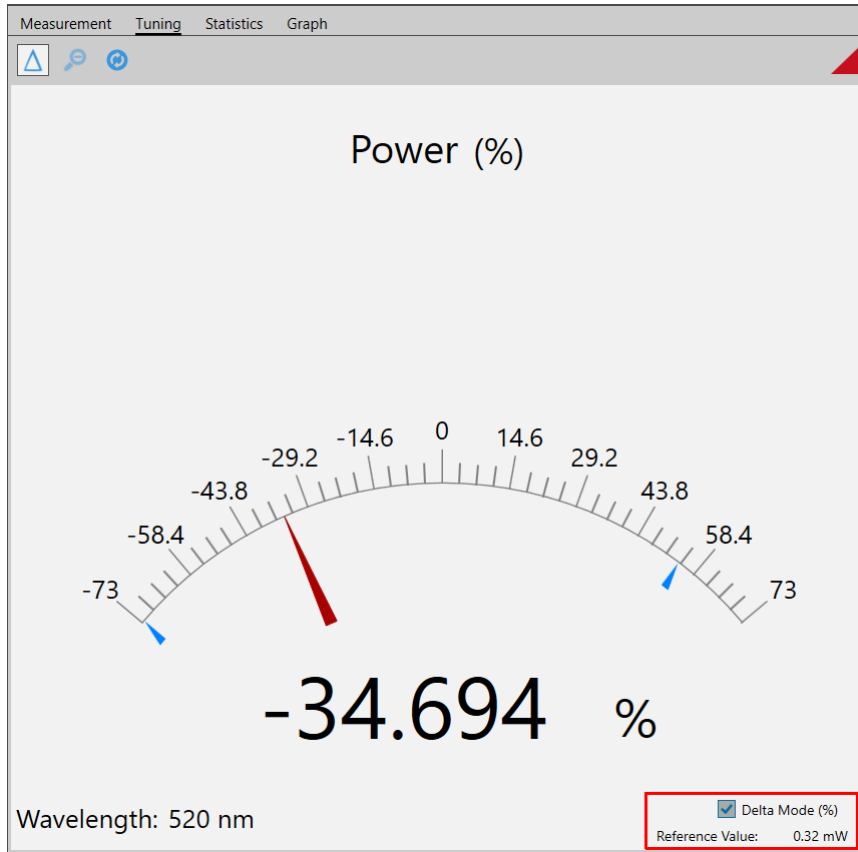 Measurement Tuning Statistics Graph
Power (%)
-73 -58.4 -43.8 -29.2 -14.6 0 14.6 29.2 43.8 58.4 73
-34.694 %
Wavelength: 520 nm
Delta Mode (%)
Reference Value: 0.32 mW